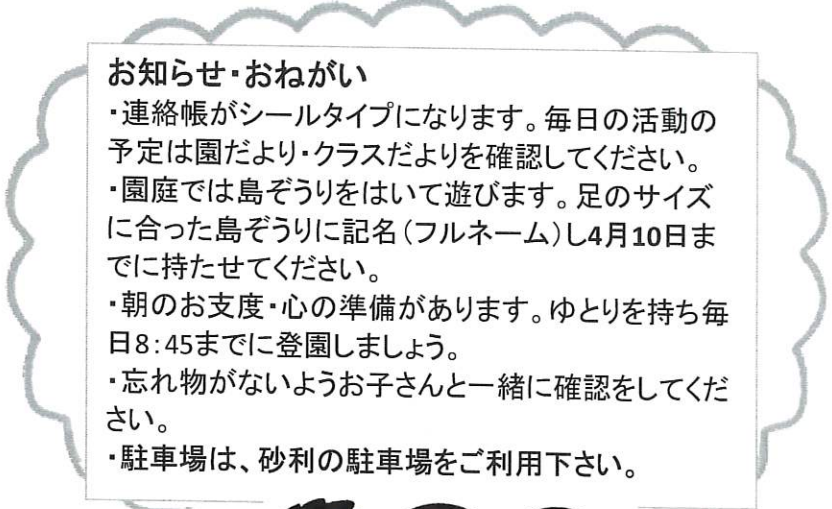 お知らせ・おねがい
・連絡帳がシールタイプになります。毎日の活動の
予定は園だより・クラスだよりを確認してください。
・園庭では島ぞうりをはいて遊びます。足のサイズ
に合った島ぞうりに記名(フルネーム)し4月10日ま
でに持たせてください。
・朝のお支度・心の準備があります。ゆとりを持ち毎
日8:45までに登園しましょう。
・忘れ物がないようお子さんと一緒に確認をしてくだ
さい。
・駐車場は、砂利の駐車場をご利用下さい。